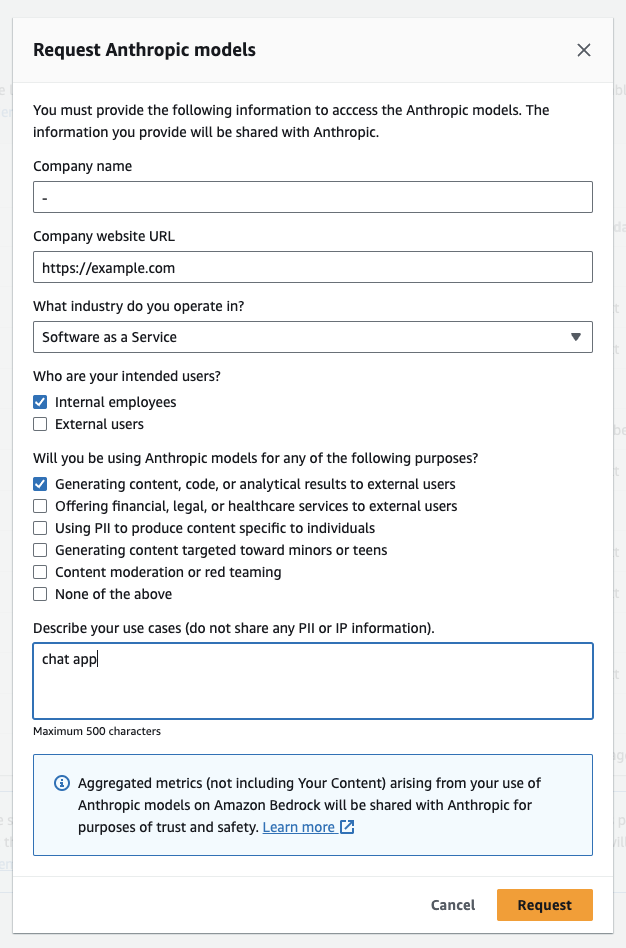 Request Anthropic models
You must provide the following information to acccess the Anthropic models. The
information you provide will be shared with Anthropic.
Company name
-
Company website URL
https://example.com
What industry do you operate in?
Software as a Service
Who are your intended users?
Internal employees
External users
Will you be using Anthropic models for any of the following purposes?
Generating content, code, or analytical results to external users
Offering financial, legal, or healthcare services to external users
Using PII to produce content specific to individuals
Generating content targeted toward minors or teens
Content moderation or red teaming
None of the above
Describe your use cases (do not share any PII or IP information).
chat app
Maximum 500 characters
Aggregated metrics (not including Your Content) arising from your use of
Anthropic models on Amazon Bedrock will be shared with Anthropic for
purposes of trust and safety. Learn more
Cancel
Request